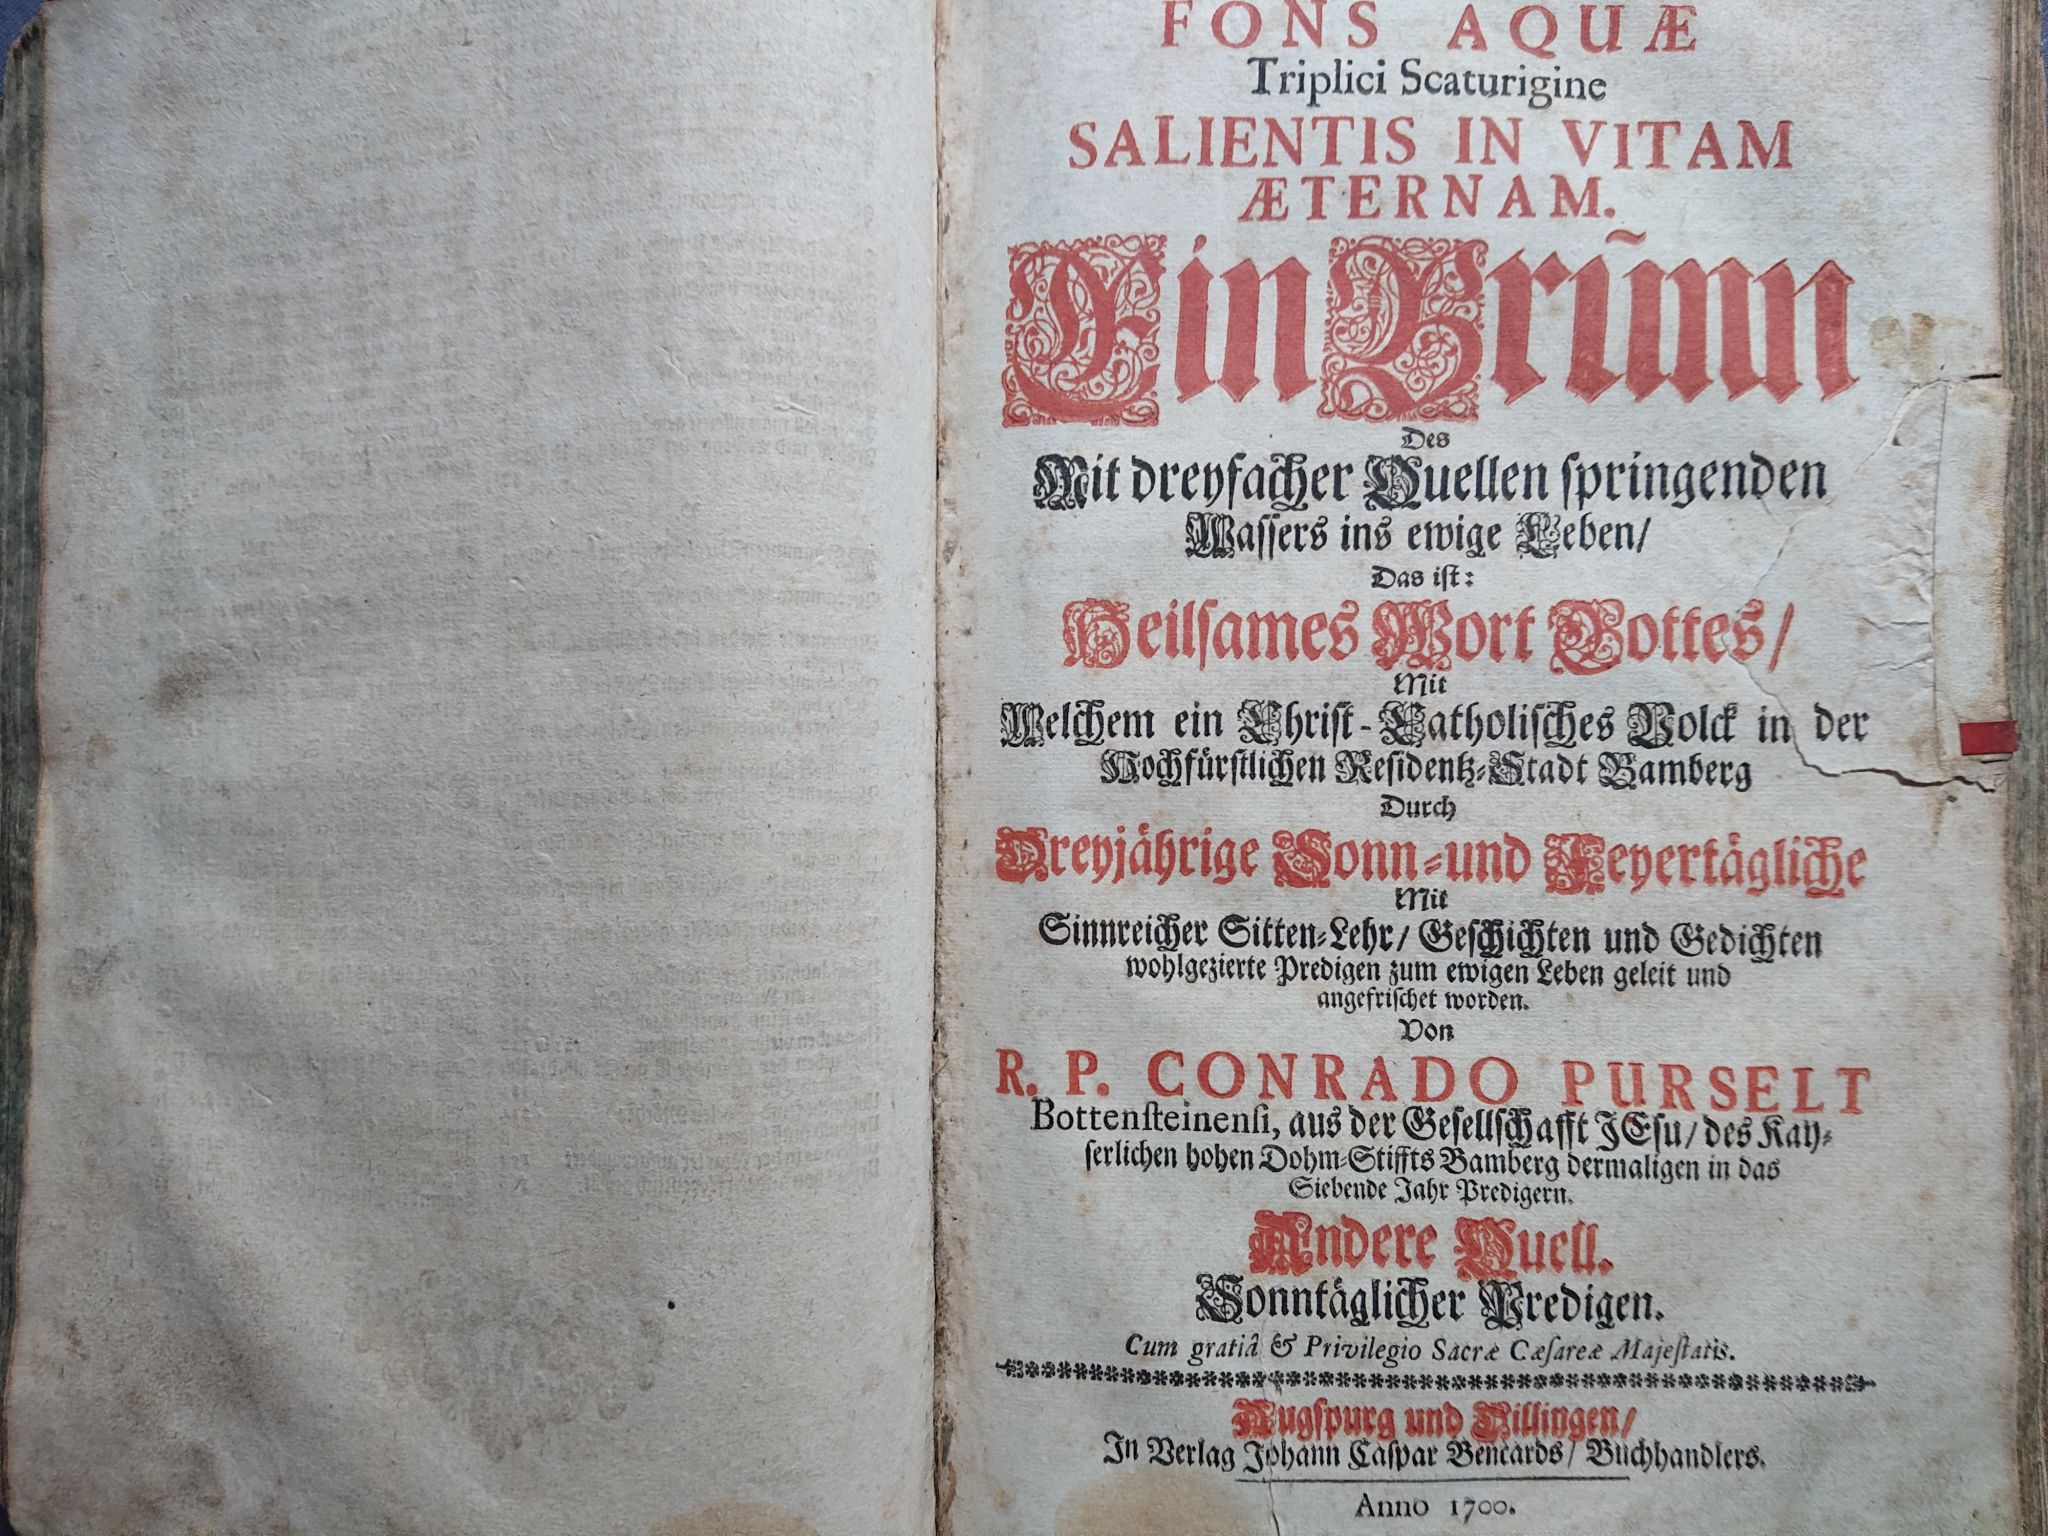 FONS AQUÆ
Triplici Scaturigine
SALIENTIS IN VITAM
ÆTERNAM.
Ein Brũnn
Des
Mit dreyfacher Quellen springenden
Wassers ins ewige Leben/
Das ist:
Heilsames Wort Gottes/
Mit
Welchem ein Christ-Catholisches Volck in der
Hochfürstlichen Residentz-Stadt Bamberg
Durch
Dreyjährige Sonn-und Feyertägliche
Mit
Sinnreicher Sitten-Lehr/ Geschichten und Gedichten
wohlgezierte Predigen zum ewigen Leben geleit und
angefrischet worden.
Von
R. P. CONRADO PURSELT
Bottensteinensi, aus der Gesellschafft JEsu/ des Kay-
serlichen hohen Dohm-Stiffts Bamberg dermaligen in das
Siebende Jahr Predigern.
Andere Quell.
Sonntäglicher Predigen.
Cum gratiâ & Privilegio Sacræ Cæsareæ Majestatis.
Augspurg und Dillingen/
In Verlag Johann Caspar Bencards/ Buchhandlers.
Anno 1700.